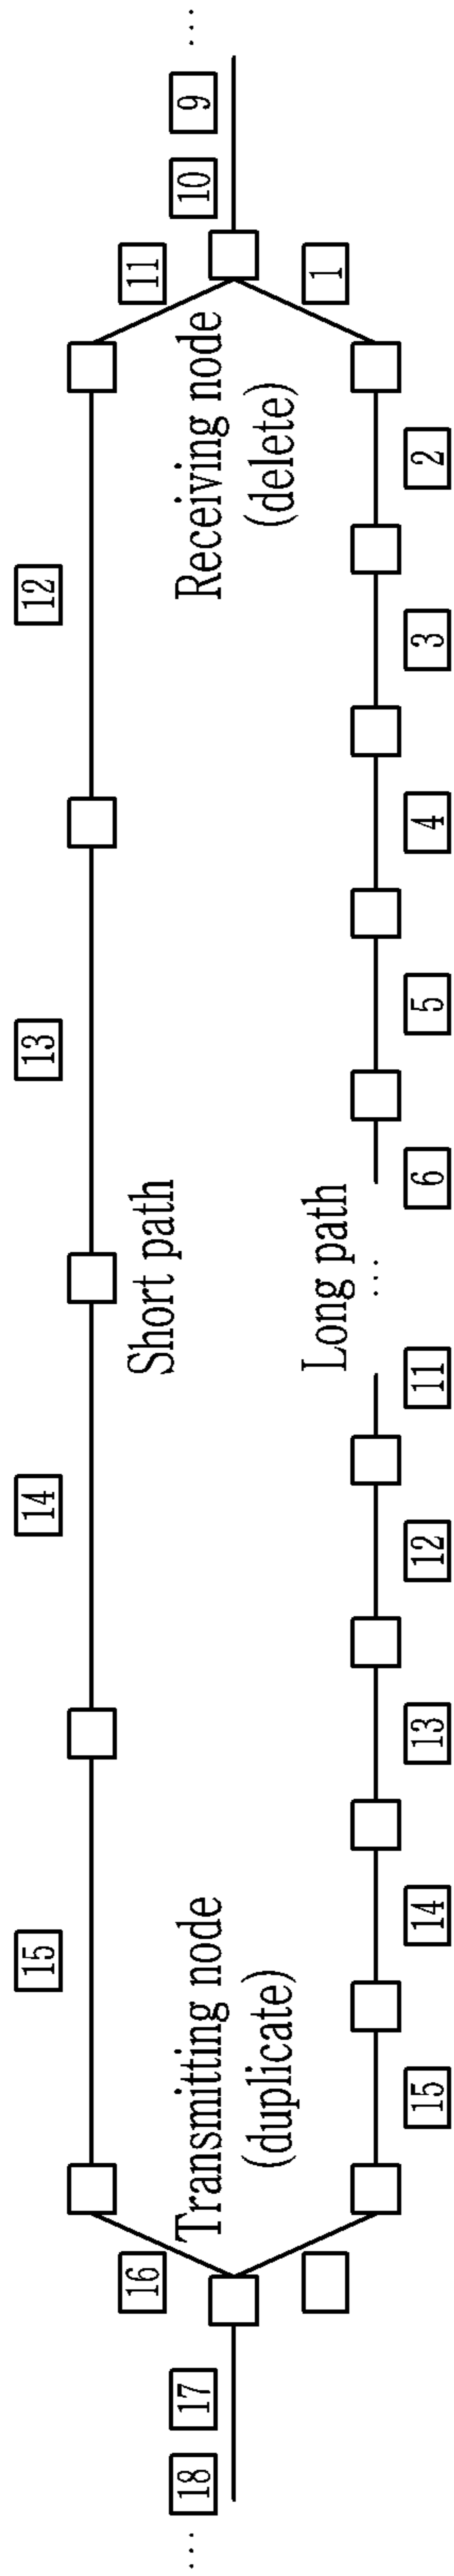 15 14 13 12
16 11
Short path
... 18 17 10 9 ...
Transmitting node
(duplicate)
Receiving node
(delete)
Long path
1
...
15 14 13 12 11 6 5 4 3 2